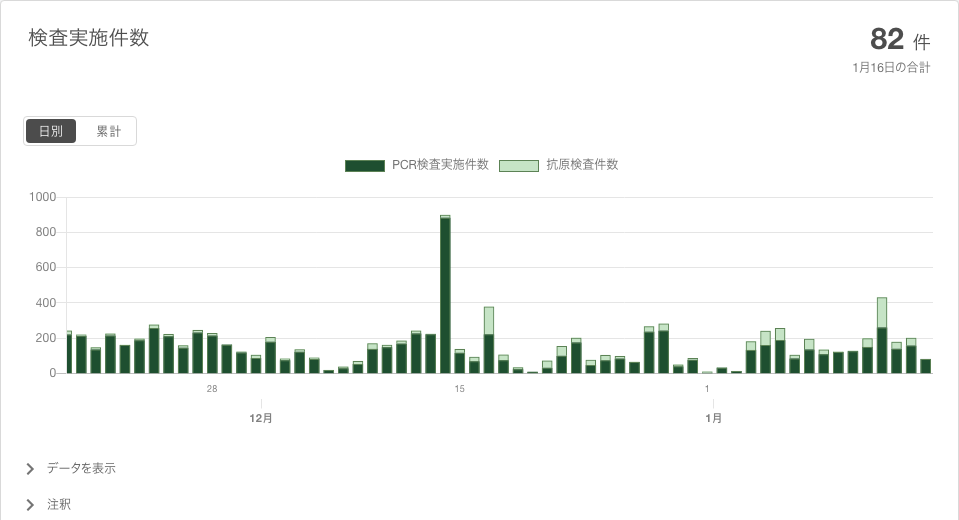 検査実施件数
82 件
1月16日の合計
日別 累計
PCR検査実施件数 抗原検査件数
1000
800
600
400
200
0
28 15 1
12月 1月
データを表示
注釈